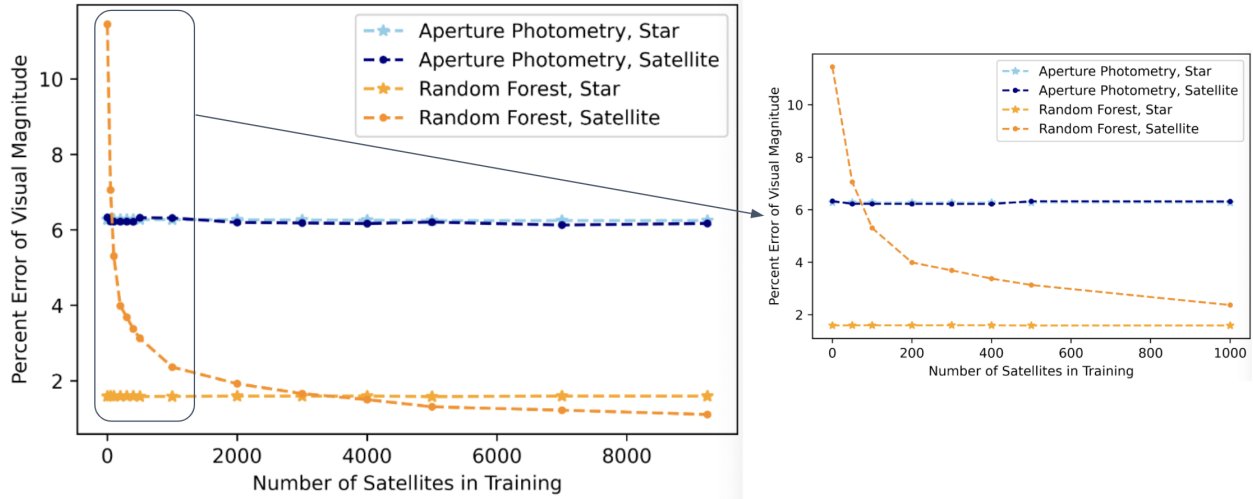 Percent Error of Visual Magnitude
10
8
6
4
2
0
2000
4000
6000
8000
Number of Satellites in Training
Aperture Photometry, Star
Aperture Photometry, Satellite
Random Forest, Star
Random Forest, Satellite
Percent Error of Visual Magnitude
10
8
6
4
2
0
200
400
600
800
1000
Number of Satellites in Training
Aperture Photometry, Star
Aperture Photometry, Satellite
Random Forest, Star
Random Forest, Satellite